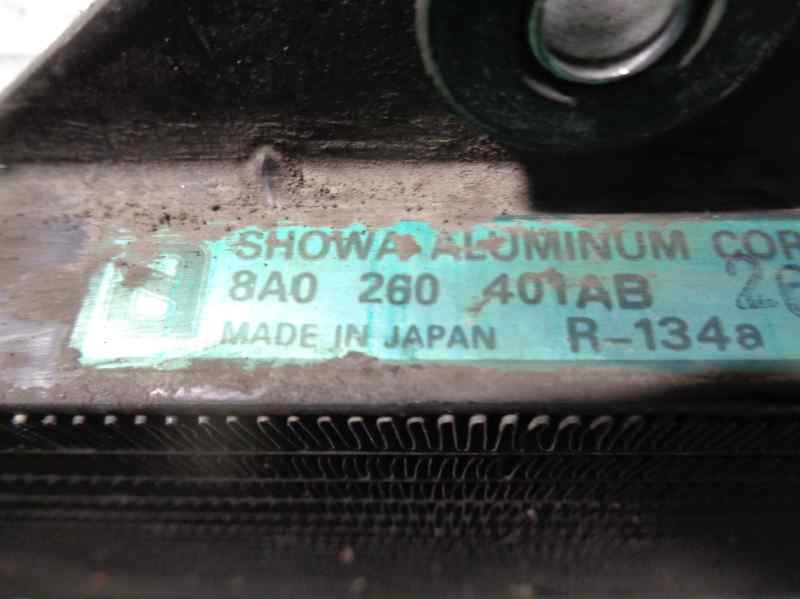 SHOWA ALUMINUM COR
8A0 260 401AB
MADE IN JAPAN R-134a